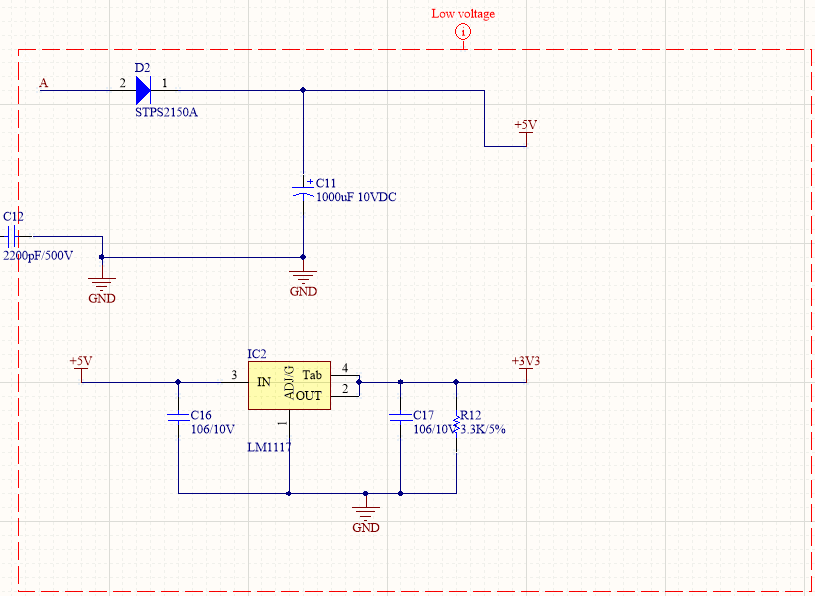 Low voltage
i
A
2
D2
1
STPS2150A
+5V
+
C11
1000uF 10VDC
C12
2200pF/500V
GND
GND
+5V
IC2
+3V3
3
IN
ADJ/G
Tab
OUT
4
2
C16
106/10V
1
LM1117
C17
106/10V
R12
3.3K/5%
GND